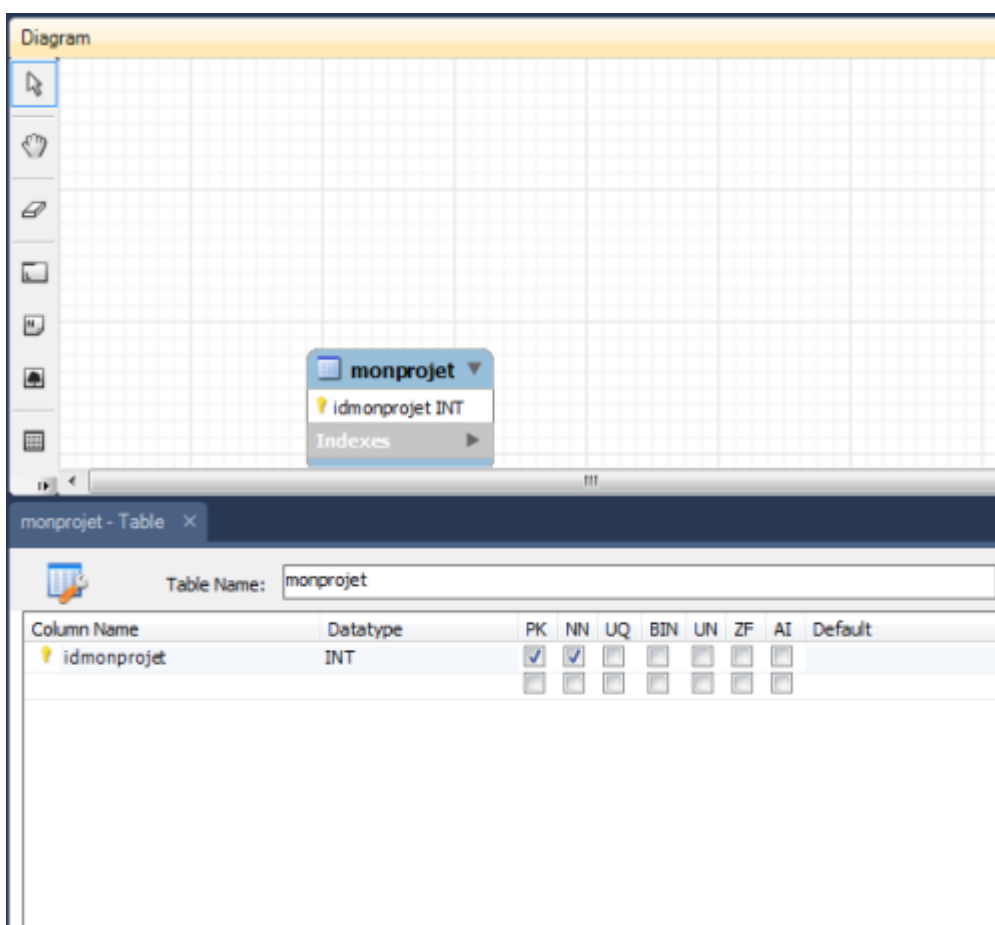 Diagram
monprojet
idmonprojet INT
Indexes
monprojet - Table
Table Name: monprojet
Column Name Datatype PK NN UQ BIN UN ZF AI Default
idmonprojet INT